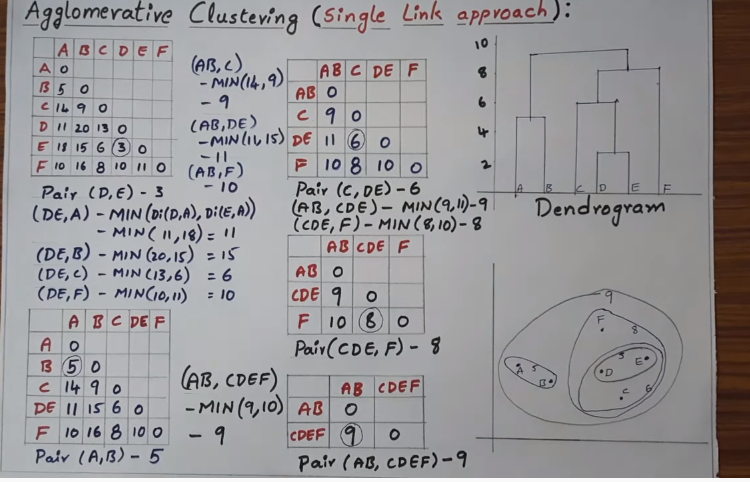 Agglomerative Clustering (Single Link approach):
A B C D E F
A 0
B 5 0
C 14 9 0
D 11 20 13 0
E 18 15 6 3 0
F 10 16 8 10 11 0
Pair (D,E) - 3
(DE,A) - MIN(Di(D,A), Di(E,A))
- MIN(11,18) = 11
(DE,B) - MIN(20,15) = 15
(DE,C) - MIN(13,6) = 6
(DE,F) - MIN(10,11) = 10
A B C DE F
A 0
B 5 0
C 14 9 0
DE 11 15 6 0
F 10 16 8 10 0
Pair (A,B) - 5
(AB,C)
- MIN(14,9)
- 9
(AB,DE)
- MIN(11,15)
- 11
(AB,F)
- 10
AB C DE F
AB 0
C 9 0
DE 11 6 0
F 10 8 10 0
Pair (C,DE) - 6
(AB, CDE) - MIN(9,11) - 9
(CDE, F) - MIN(8,10) - 8
AB CDE F
AB 0
CDE 9 0
F 10 8 0
Pair (CDE, F) - 8
(AB, CDEF)
- MIN(9,10)
- 9
AB CDEF
AB 0
CDEF 9 0
Pair (AB, CDEF) - 9
10
8
6
4
2
A B C D E F
Dendrogram
9
F 8
A 5 B
3
D E
C 6